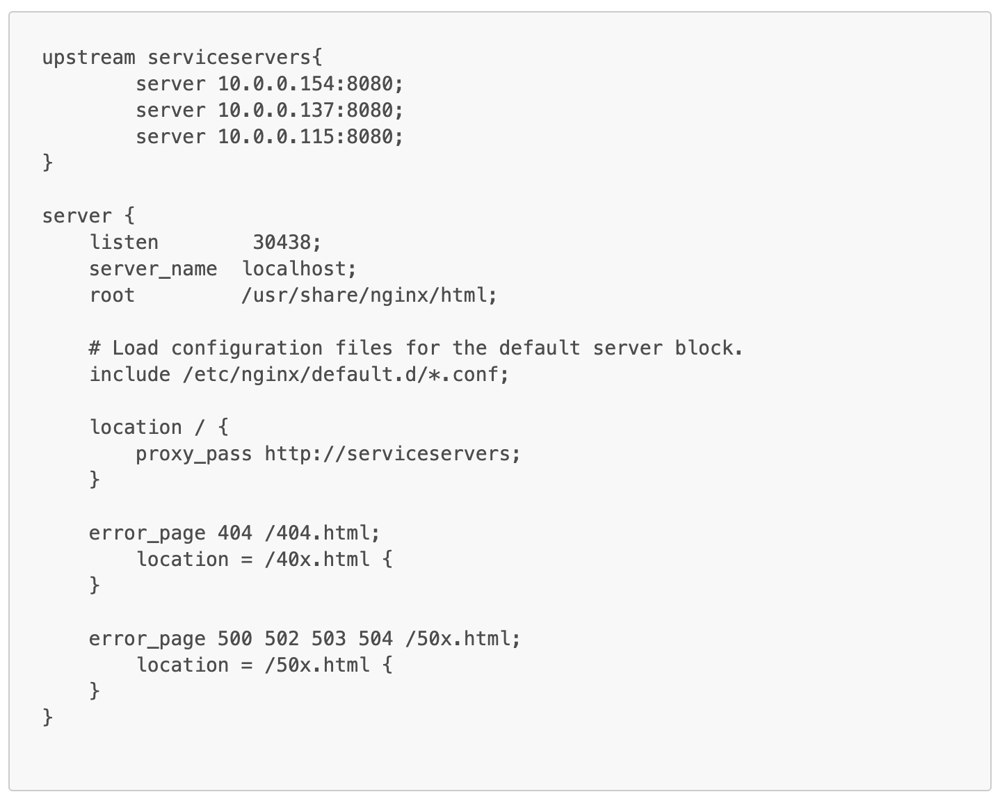 upstream serviceservers{
        server 10.0.0.154:8080;
        server 10.0.0.137:8080;
        server 10.0.0.115:8080;
}

server {
    listen        30438;
    server_name  localhost;
    root         /usr/share/nginx/html;

    # Load configuration files for the default server block.
    include /etc/nginx/default.d/*.conf;

    location / {
        proxy_pass http://serviceservers;
    }

    error_page 404 /404.html;
        location = /40x.html {
    }

    error_page 500 502 503 504 /50x.html;
        location = /50x.html {
    }
}